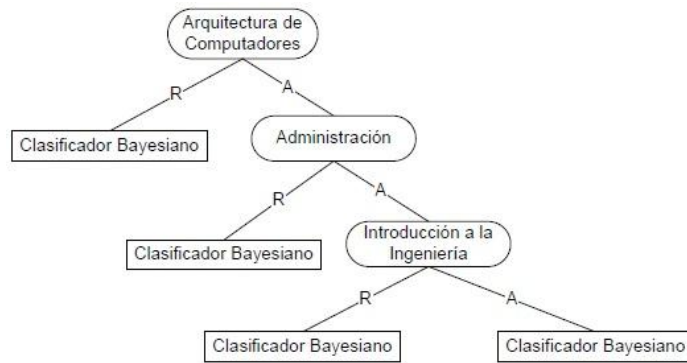 Arquitectura de
Computadores
R
A
Clasificador Bayesiano
Administración
R
A
Clasificador Bayesiano
Introducción a la
Ingeniería
R
A
Clasificador Bayesiano
Clasificador Bayesiano